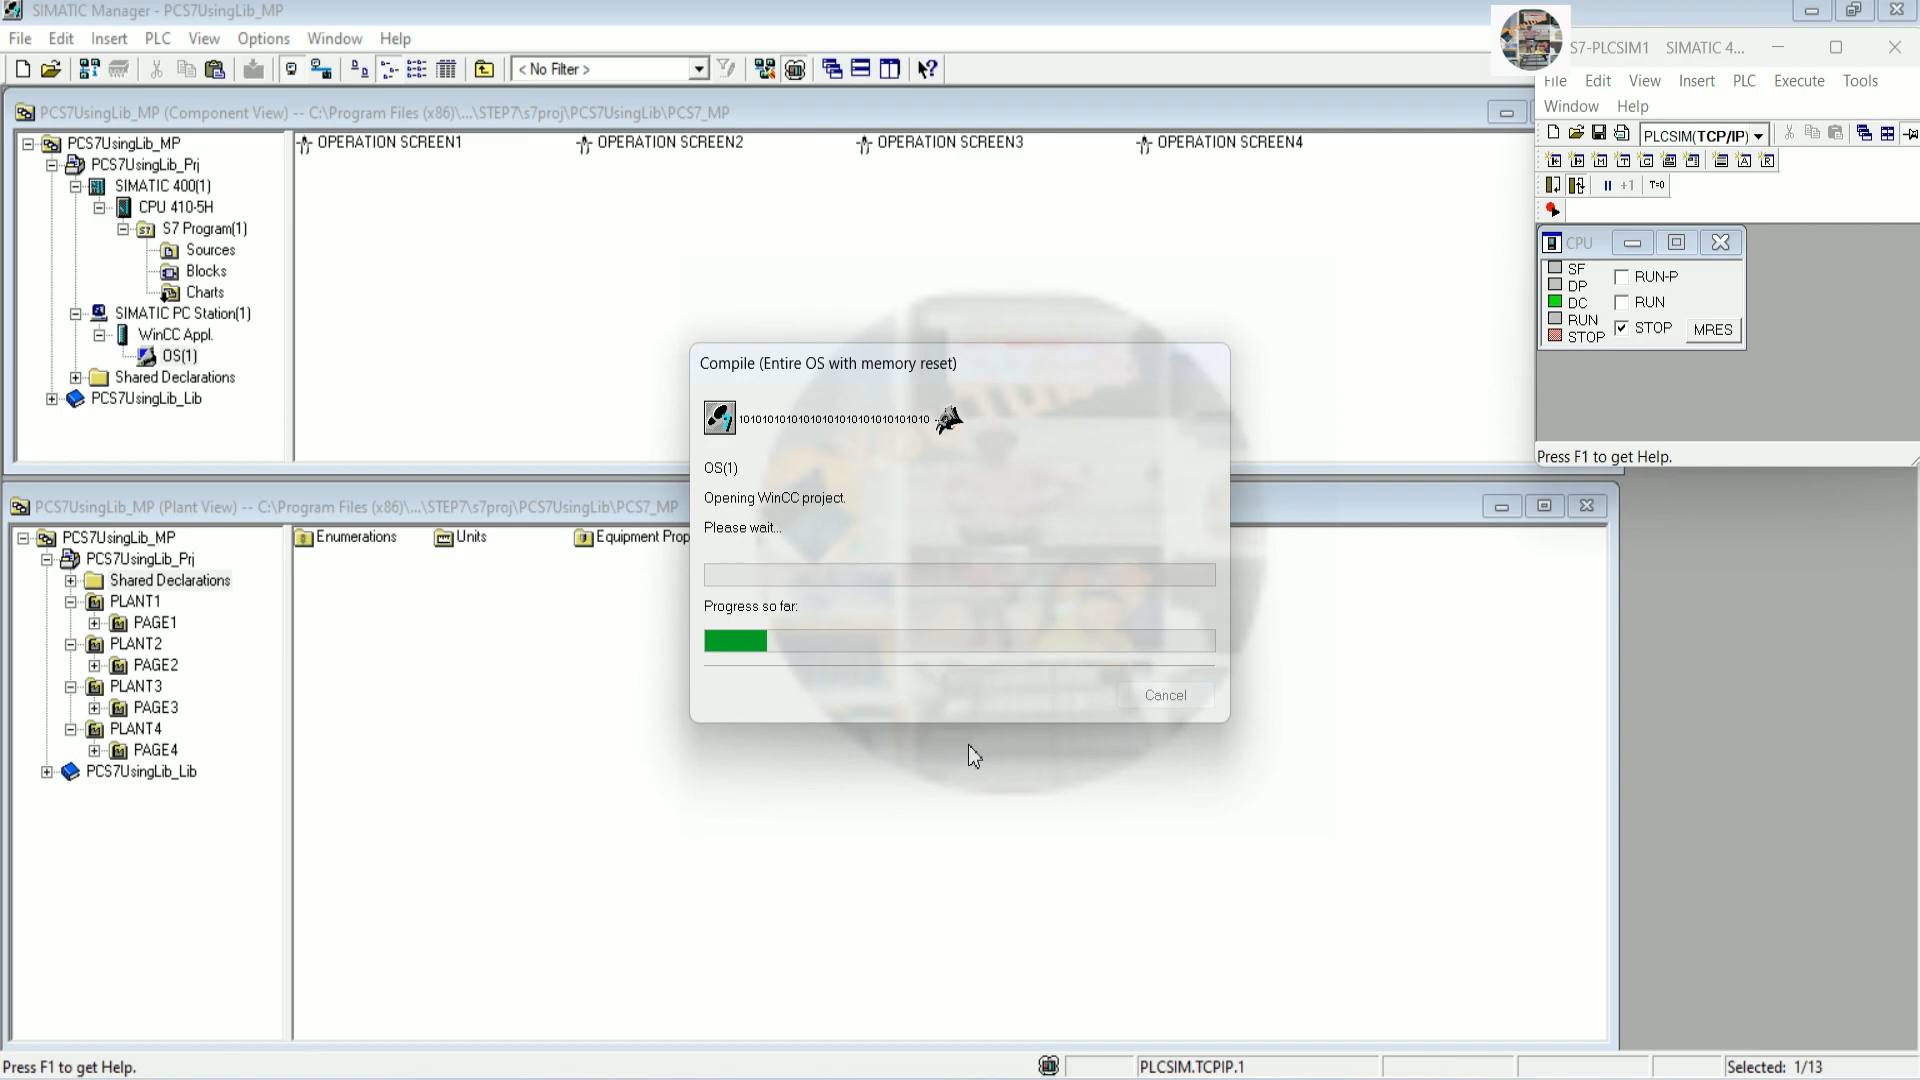 SIMATIC Manager - PCS7UsingLib_MP
File Edit Insert PLC View Options Window Help
< No Filter >
PCS7UsingLib_MP (Component View) -- C:\Program Files (x86)\...\STEP7\s7proj\PCS7UsingLib\PCS7_MP
PCS7UsingLib_MP
PCS7UsingLib_Prj
SIMATIC 400(1)
CPU 410-5H
S7 Program(1)
Sources
Blocks
Charts
SIMATIC PC Station(1)
WinCC Appl.
OS(1)
Shared Declarations
PCS7UsingLib_Lib
OPERATION SCREEN1 OPERATION SCREEN2 OPERATION SCREEN3 OPERATION SCREEN4
S7-PLCSIM1 SIMATIC 4...
File Edit View Insert PLC Execute Tools
Window Help
PLCSIM(TCP/IP)
+1 T=0
CPU
SF
DP
DC
RUN
STOP
RUN-P
RUN
STOP
MRES
Press F1 to get Help.
Compile (Entire OS with memory reset)
10101010101010101010101010101010
OS(1)
Opening WinCC project.
Please wait...
Progress so far:
Cancel
PCS7UsingLib_MP (Plant View) -- C:\Program Files (x86)\...\STEP7\s7proj\PCS7UsingLib\PCS7_MP
PCS7UsingLib_MP
PCS7UsingLib_Prj
Shared Declarations
PLANT1
PAGE1
PLANT2
PAGE2
PLANT3
PAGE3
PLANT4
PAGE4
PCS7UsingLib_Lib
Enumerations Units Equipment Prop
Press F1 to get Help.
PLCSIM.TCPIP.1
Selected: 1/13